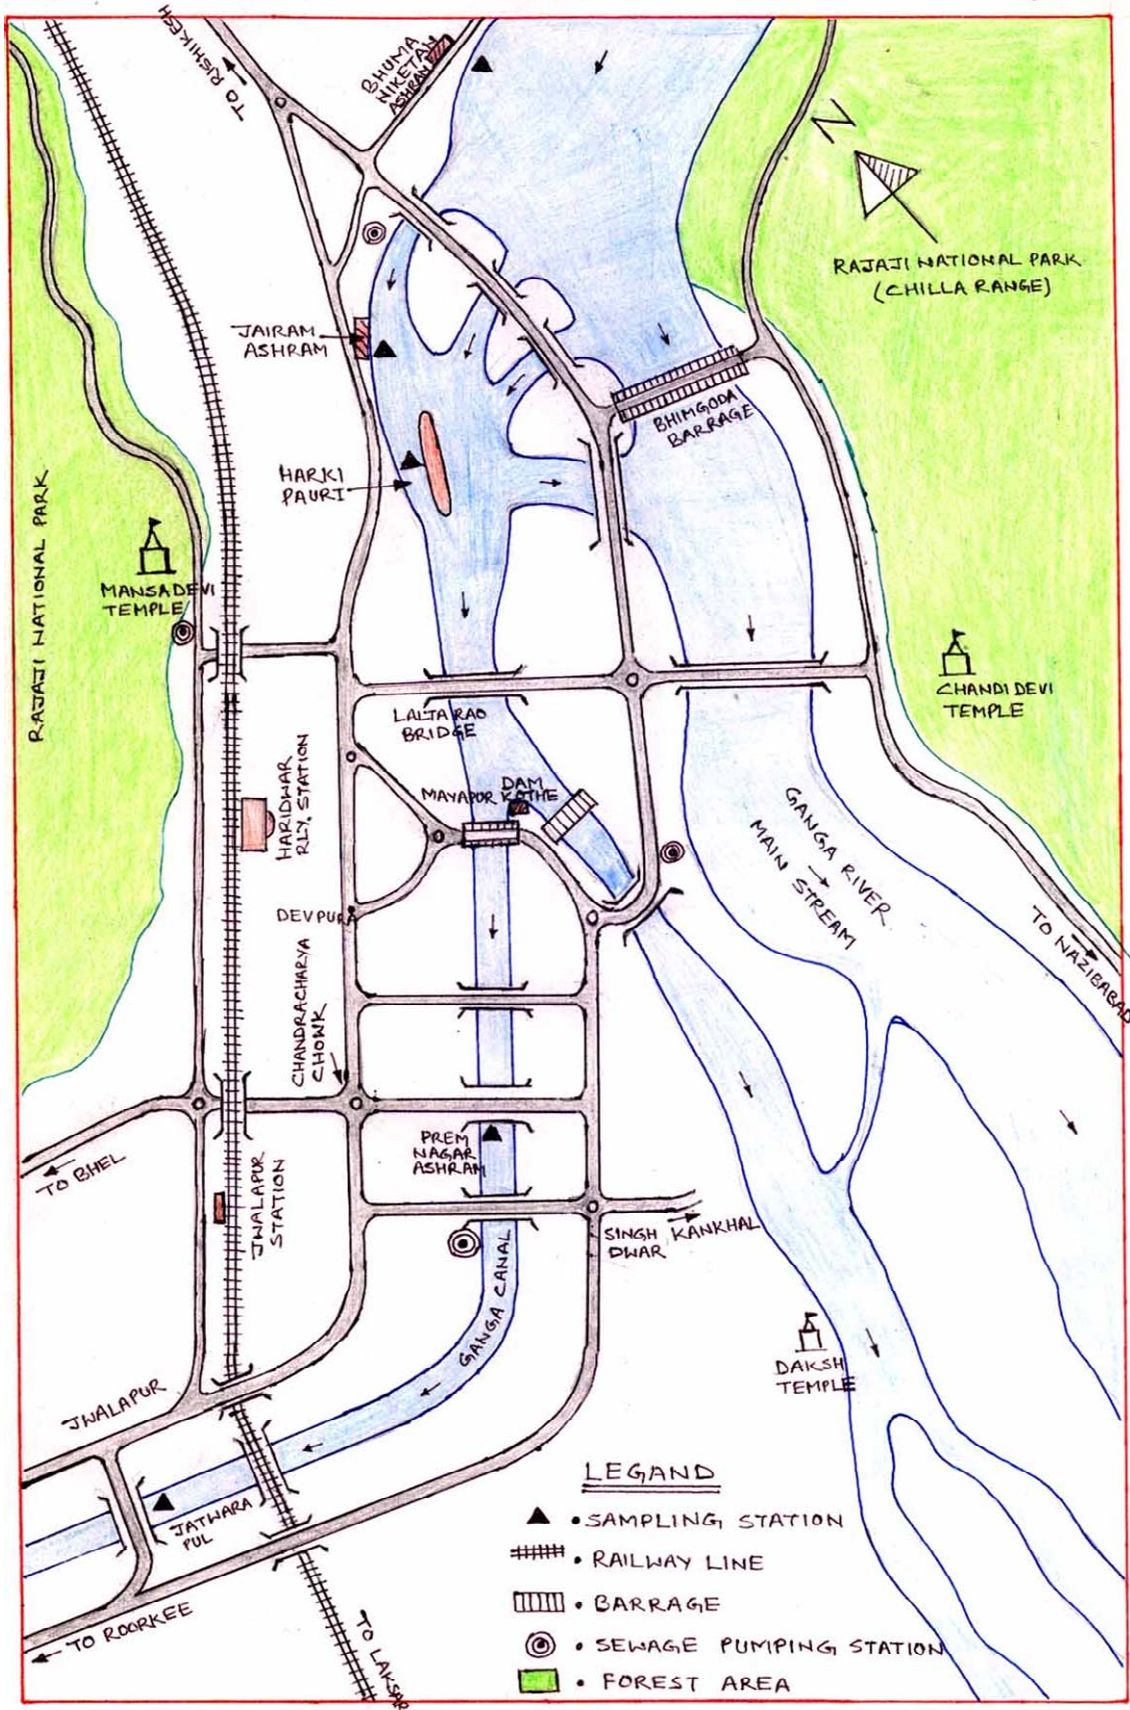 TO RISHIKESH
BHUMA
NIKETAN
ASHRAM
N
RAJAJI NATIONAL PARK
(CHILLA RANGE)
JAIRAM
ASHRAM
BHIMGODA
BARRAGE
HARKI
PAURI
RAJAJI NATIONAL PARK
MANSADEVI
TEMPLE
CHANDI DEVI
TEMPLE
LALTA RAO
BRIDGE
HARIDWAR
RLY. STATION
MAYAPUR
DAM
KOTHE
GANGA RIVER
MAIN STREAM
DEVPURA
TO NAZIBABAD
CHANDRACHARYA
CHOWK
PREM
NAGAR
ASHRAM
TO BHEL
JWALAPUR
STATION
SINGH
DWAR
KANKHAL
GANGA CANAL
DAKSH
TEMPLE
JWALAPUR
JATWARA
PUL
TO ROORKEE
TO LAKSAR
LEGAND
• SAMPLING STATION
• RAILWAY LINE
• BARRAGE
• SEWAGE PUMPING STATION
• FOREST AREA